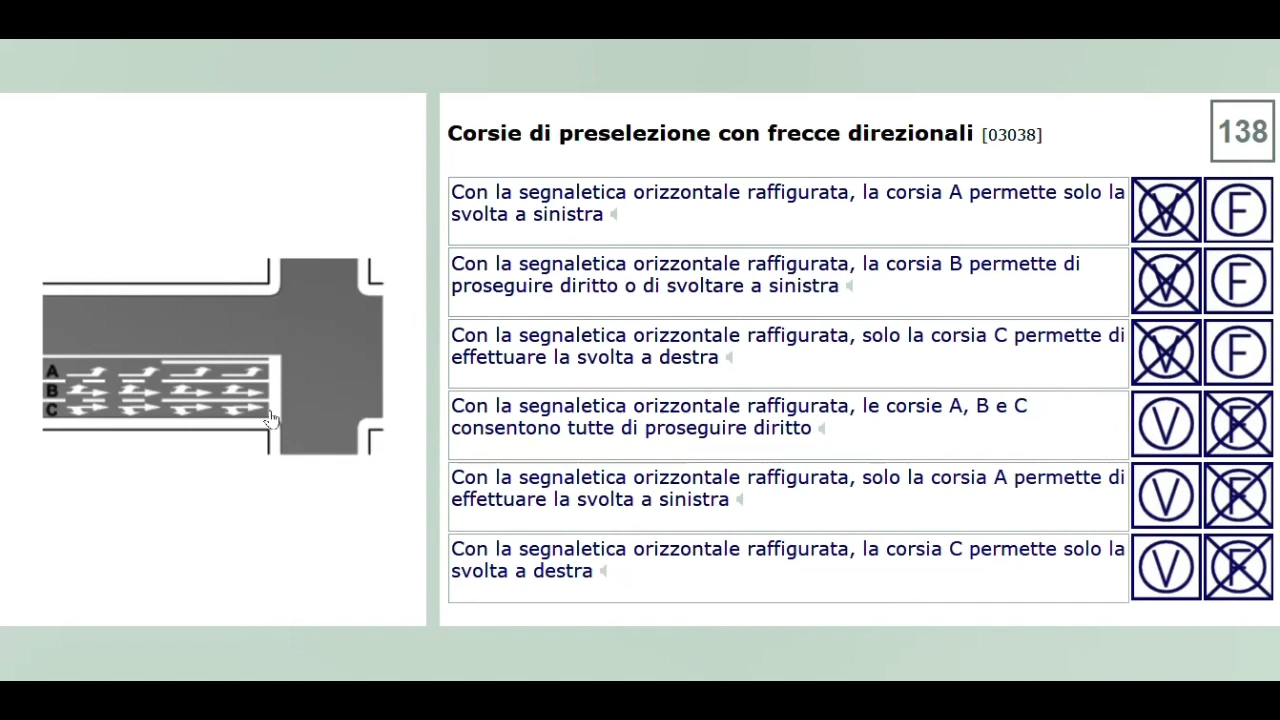 Corsie di preselezione con frecce direzionali [03038]
138
Con la segnaletica orizzontale raffigurata, la corsia A permette solo la
svolta a sinistra
V F
Con la segnaletica orizzontale raffigurata, la corsia B permette di
proseguire diritto o di svoltare a sinistra
V F
Con la segnaletica orizzontale raffigurata, solo la corsia C permette di
effettuare la svolta a destra
V F
Con la segnaletica orizzontale raffigurata, le corsie A, B e C
consentono tutte di proseguire diritto
V F
Con la segnaletica orizzontale raffigurata, solo la corsia A permette di
effettuare la svolta a sinistra
V F
Con la segnaletica orizzontale raffigurata, la corsia C permette solo la
svolta a destra
V F
A
B
C